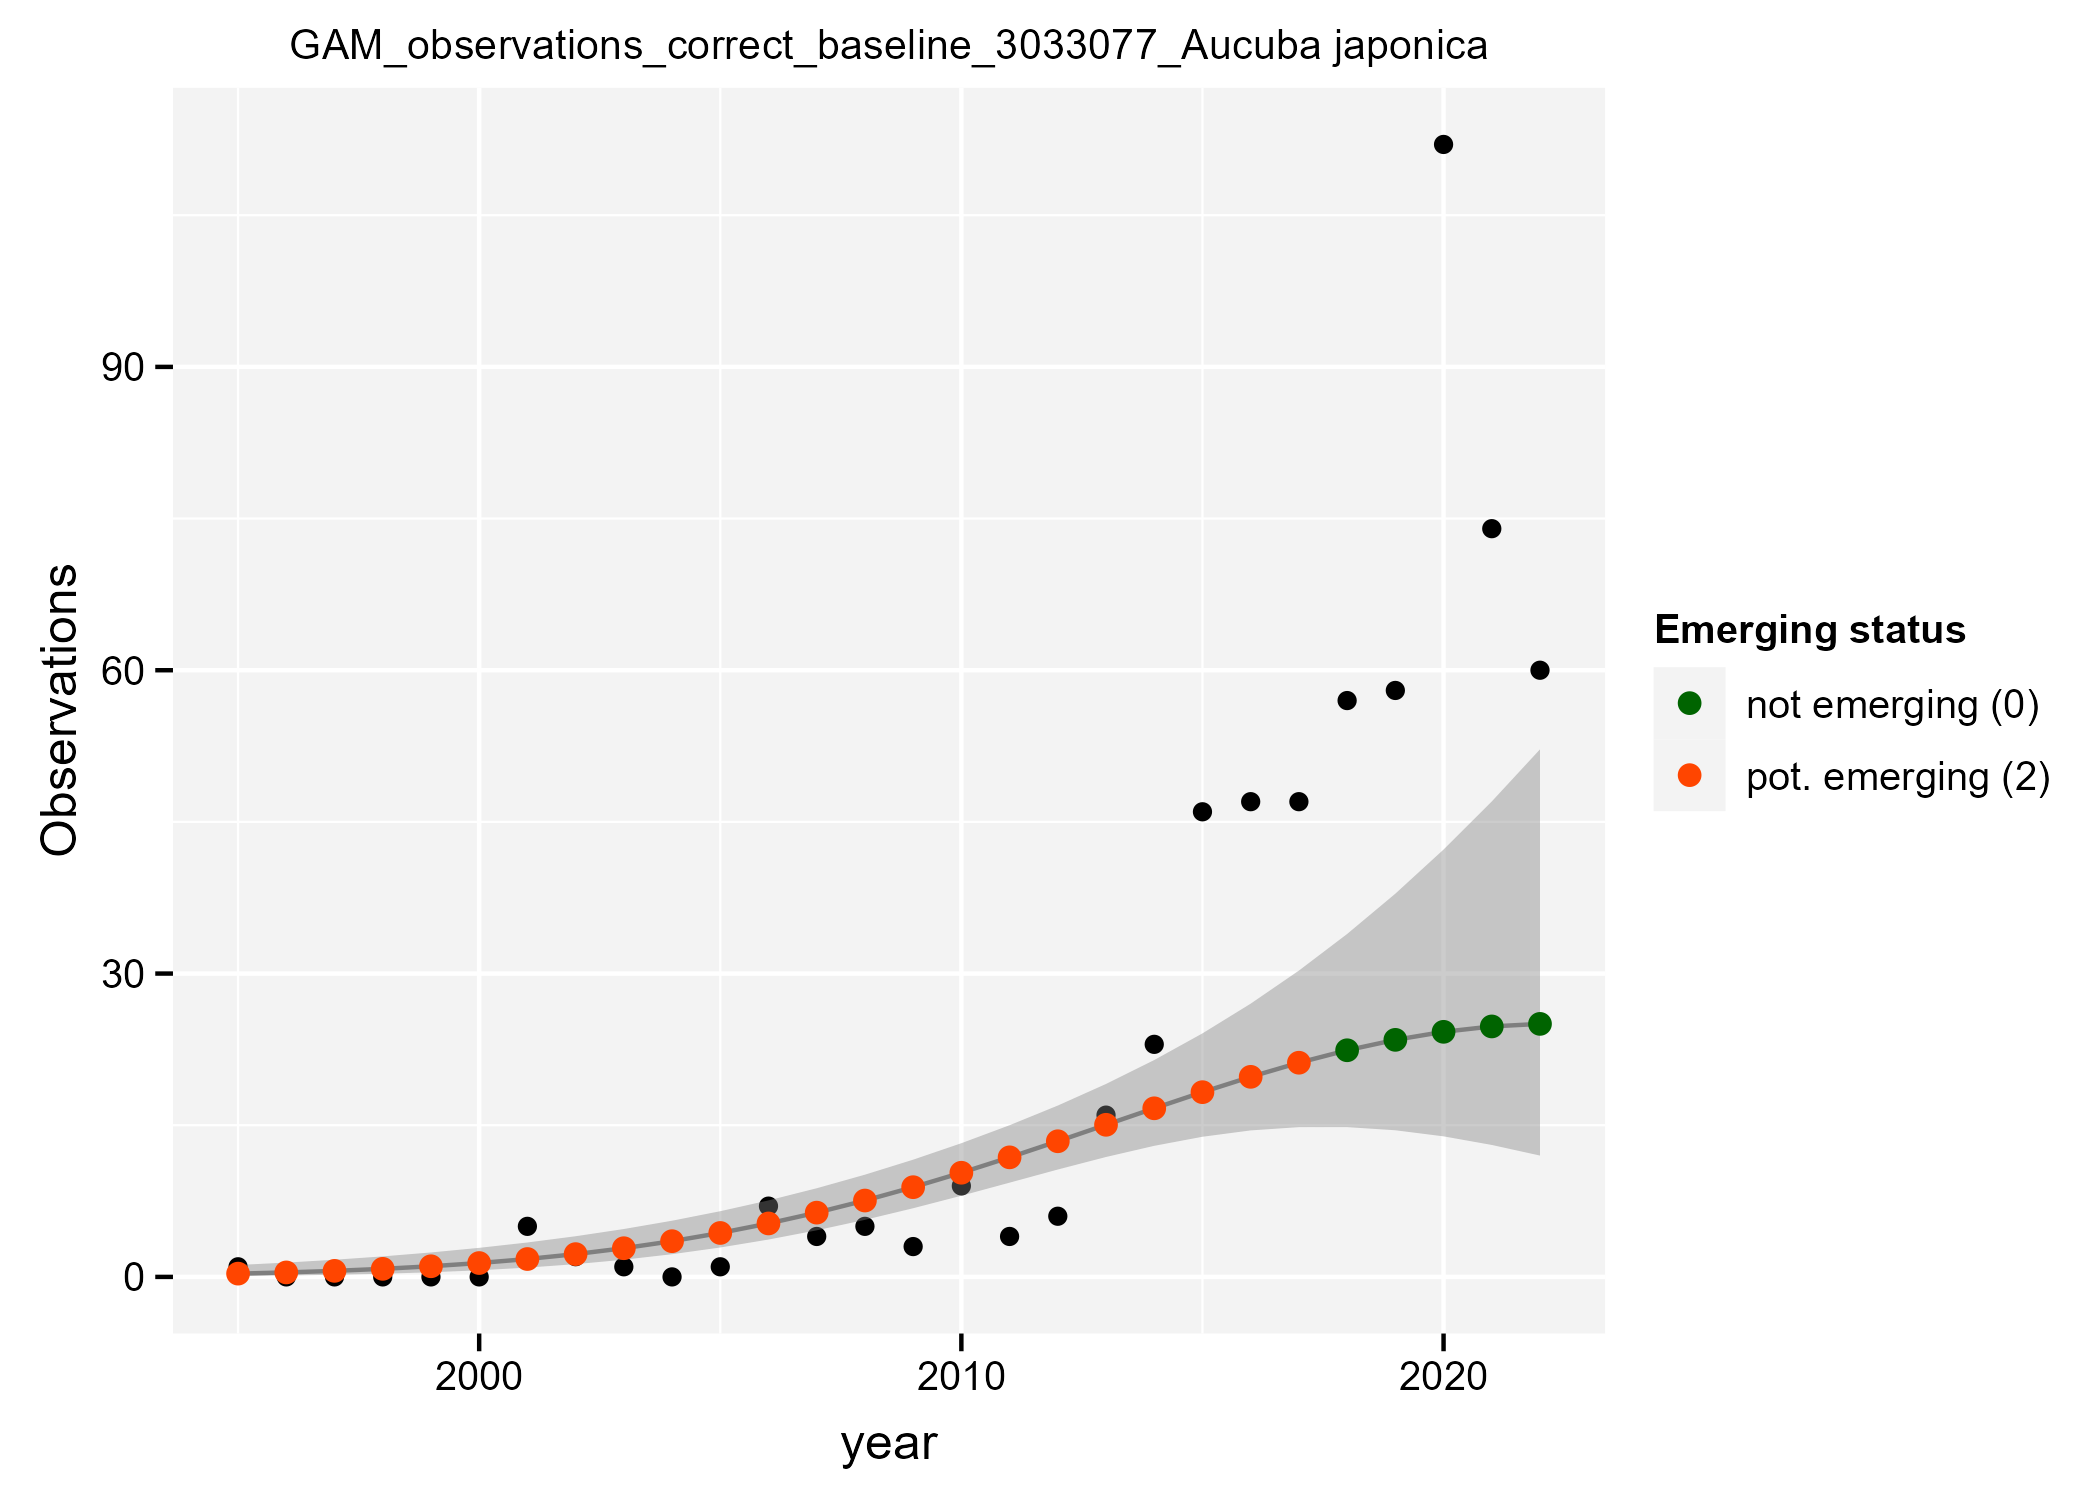 GAM_observations_correct_baseline_3033077_Aucuba japonica
Observations
90
60
30
0
2000 2010 2020
year
Emerging status
not emerging (0)
pot. emerging (2)